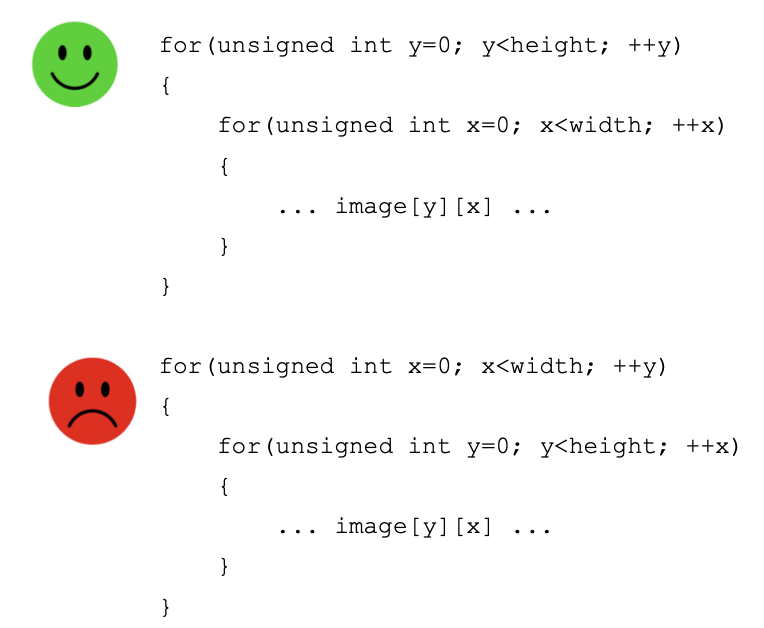 for(unsigned int y=0; y<height; ++y)
{
    for(unsigned int x=0; x<width; ++x)
    {
        ... image[y][x] ...
    }
}
for(unsigned int x=0; x<width; ++y)
{
    for(unsigned int y=0; y<height; ++x)
    {
        ... image[y][x] ...
    }
}